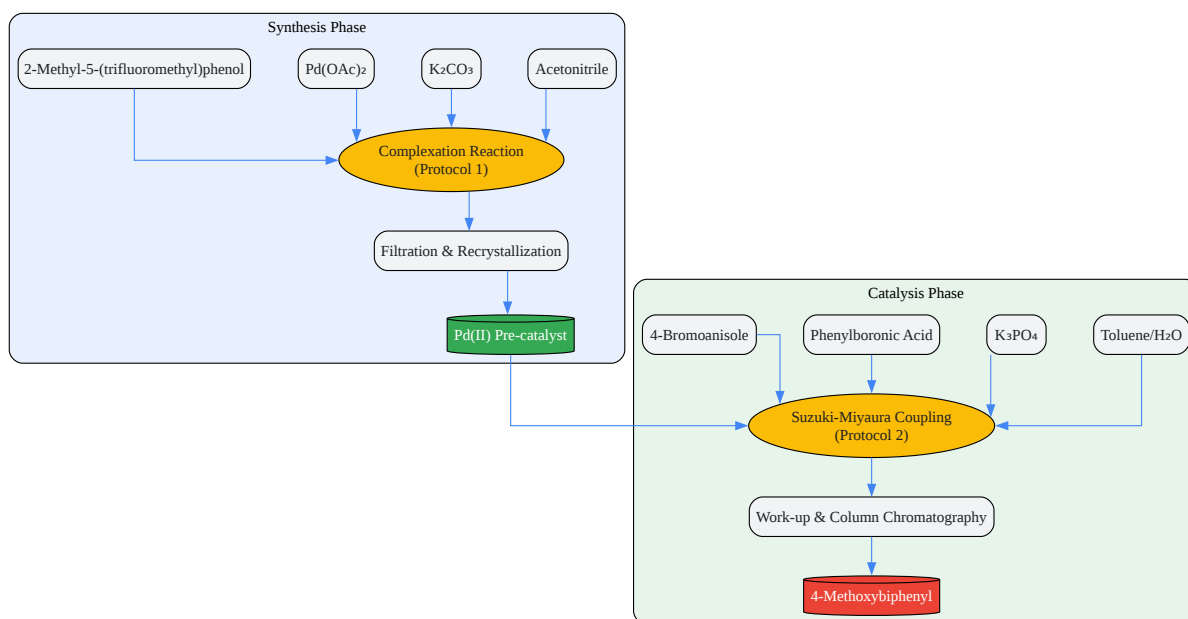 Synthesis Phase
2-Methyl-5-(trifluoromethyl)phenol
Pd(OAc)₂
K₂CO₃
Acetonitrile
Complexation Reaction
(Protocol 1)
Filtration & Recrystallization
Pd(II) Pre-catalyst
Catalysis Phase
4-Bromoanisole
Phenylboronic Acid
K₃PO₄
Toluene/H₂O
Suzuki-Miyaura Coupling
(Protocol 2)
Work-up & Column Chromatography
4-Methoxybiphenyl